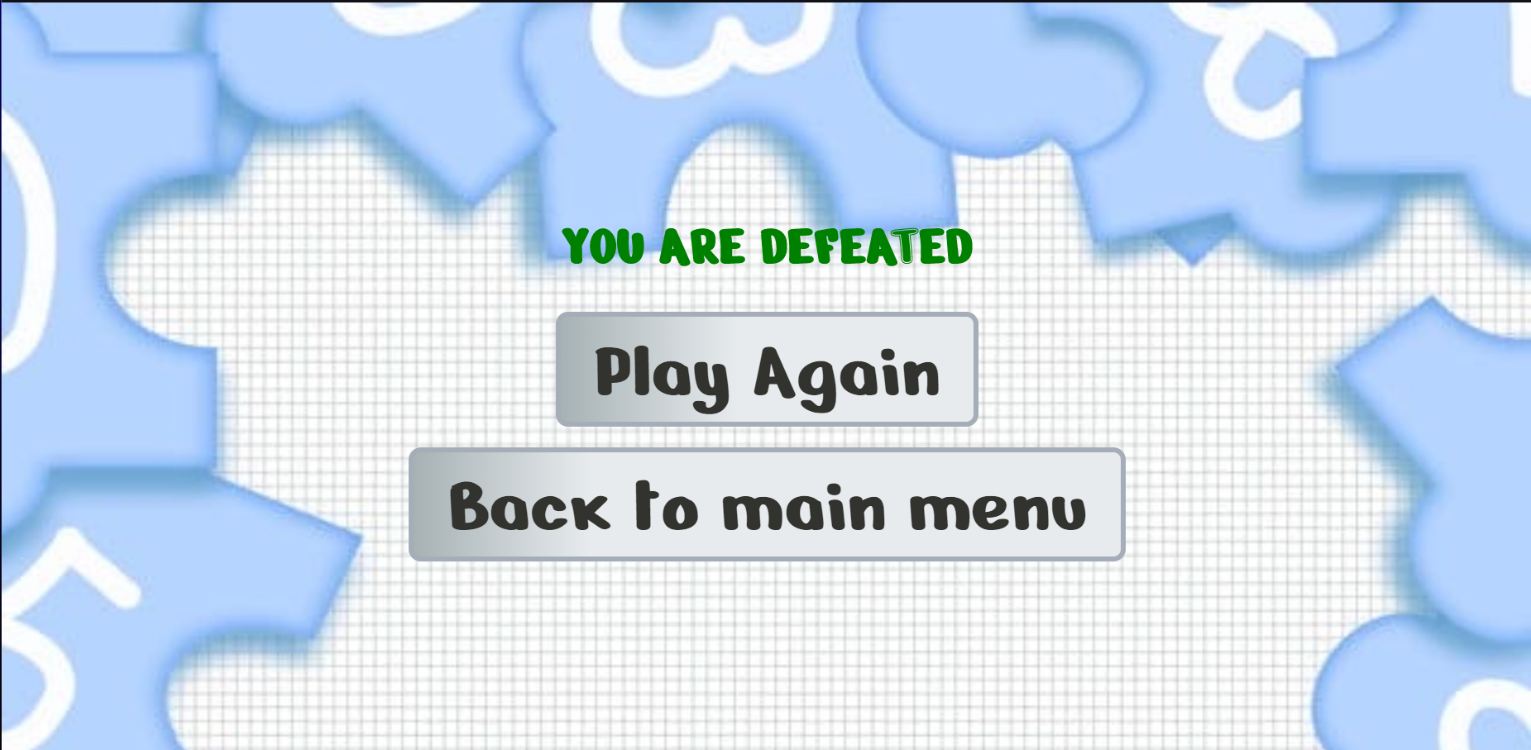 YOU ARE DEFEATED
Play Again
Back to main menu